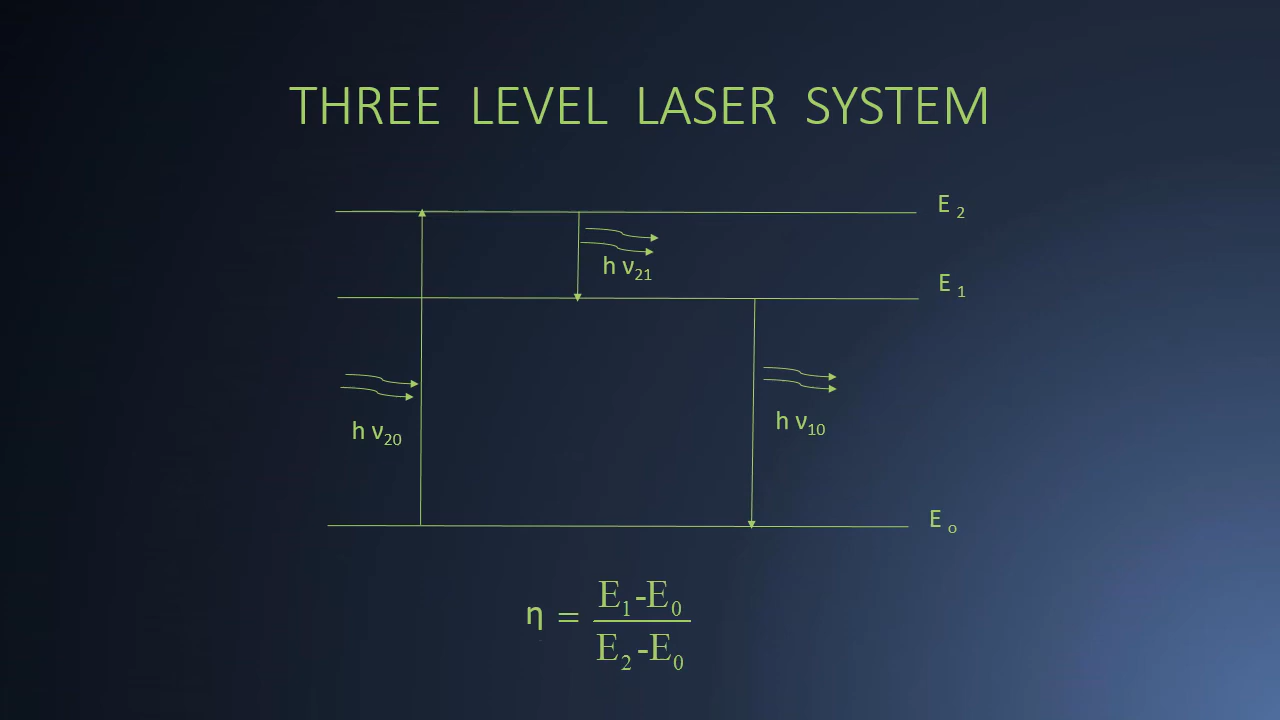 THREE LEVEL LASER SYSTEM
E 2
h ν21
E 1
h ν20
h ν10
E o
η = E1-E0
E2-E0